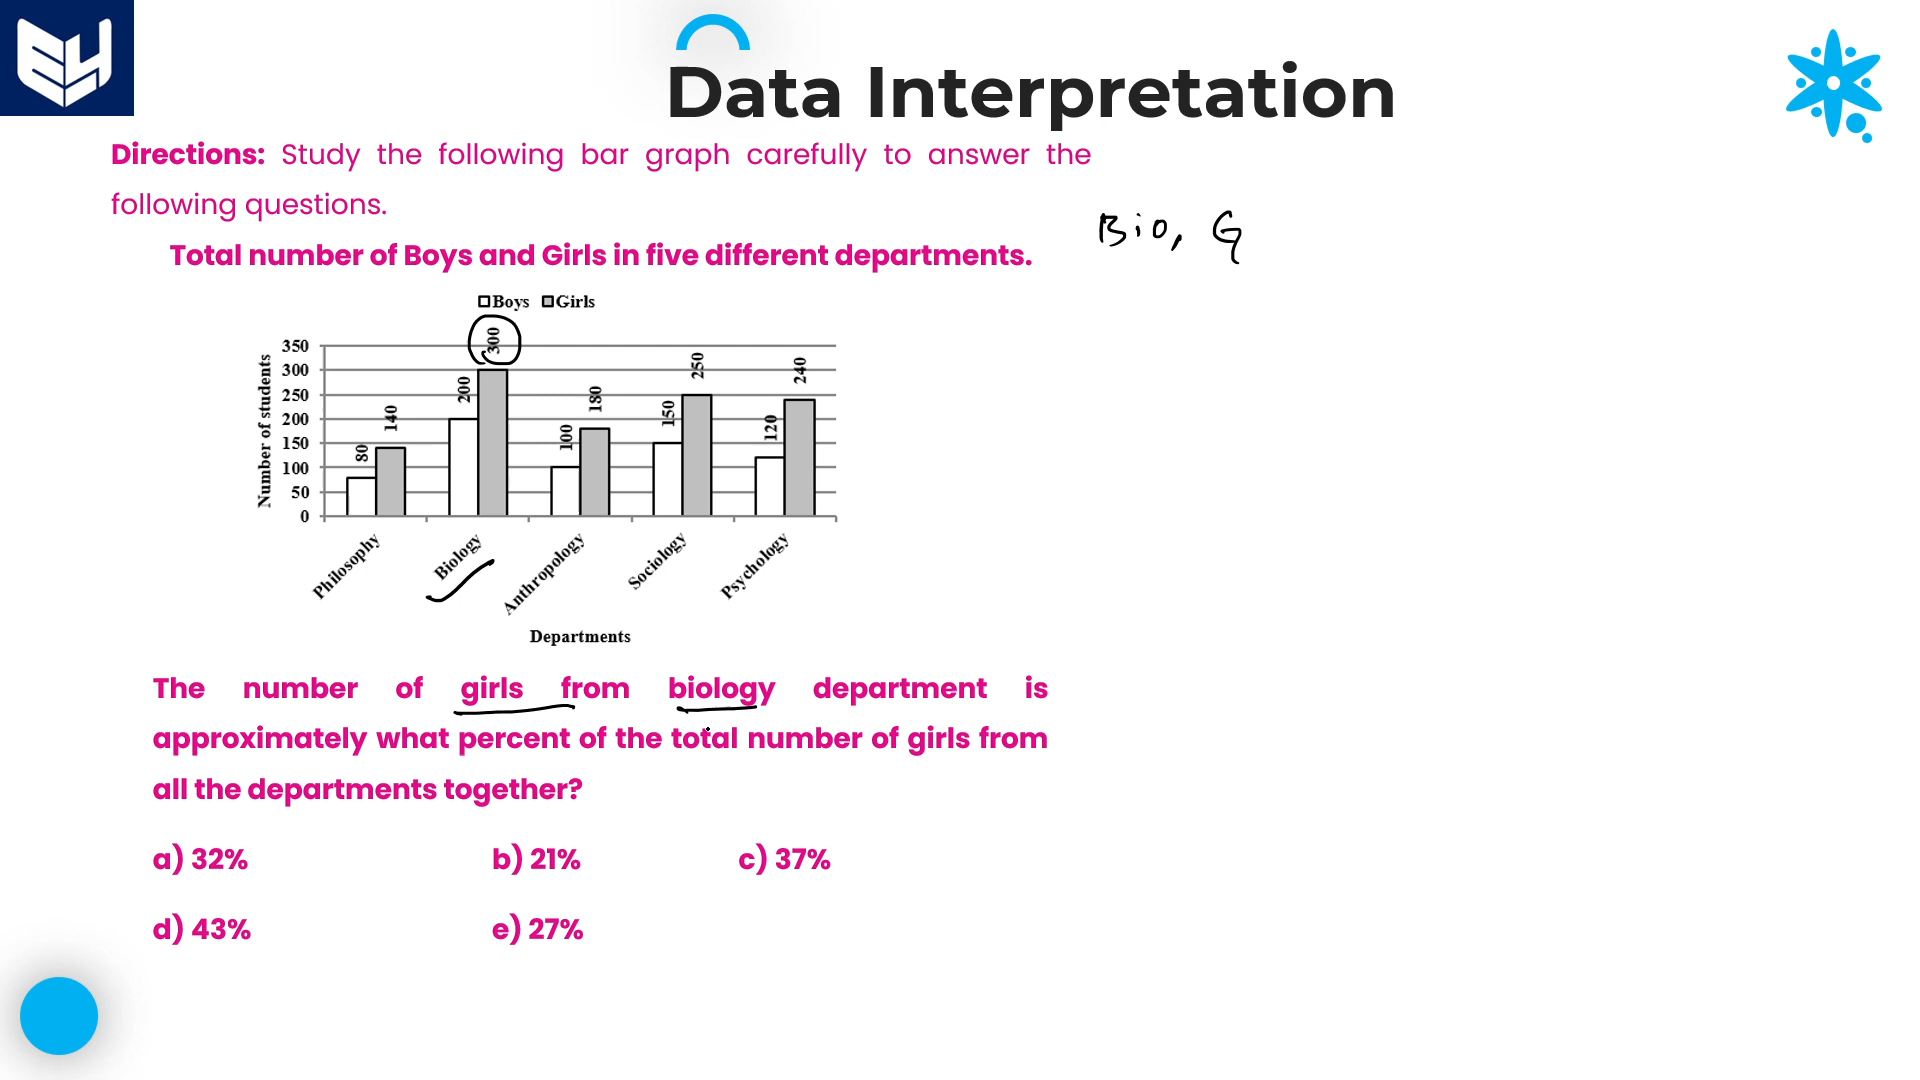 Data Interpretation
Directions: Study the following bar graph carefully to answer the
following questions.
Bio, G
Total number of Boys and Girls in five different departments.
Boys Girls
Number of students
350
300
250
200
150
100
50
0
80 140 200 300 100 180 150 250 120 240
Philosophy Biology Anthropology Sociology Psychology
Departments
The number of girls from biology department is
approximately what percent of the total number of girls from
all the departments together?
a) 32% b) 21% c) 37%
d) 43% e) 27%